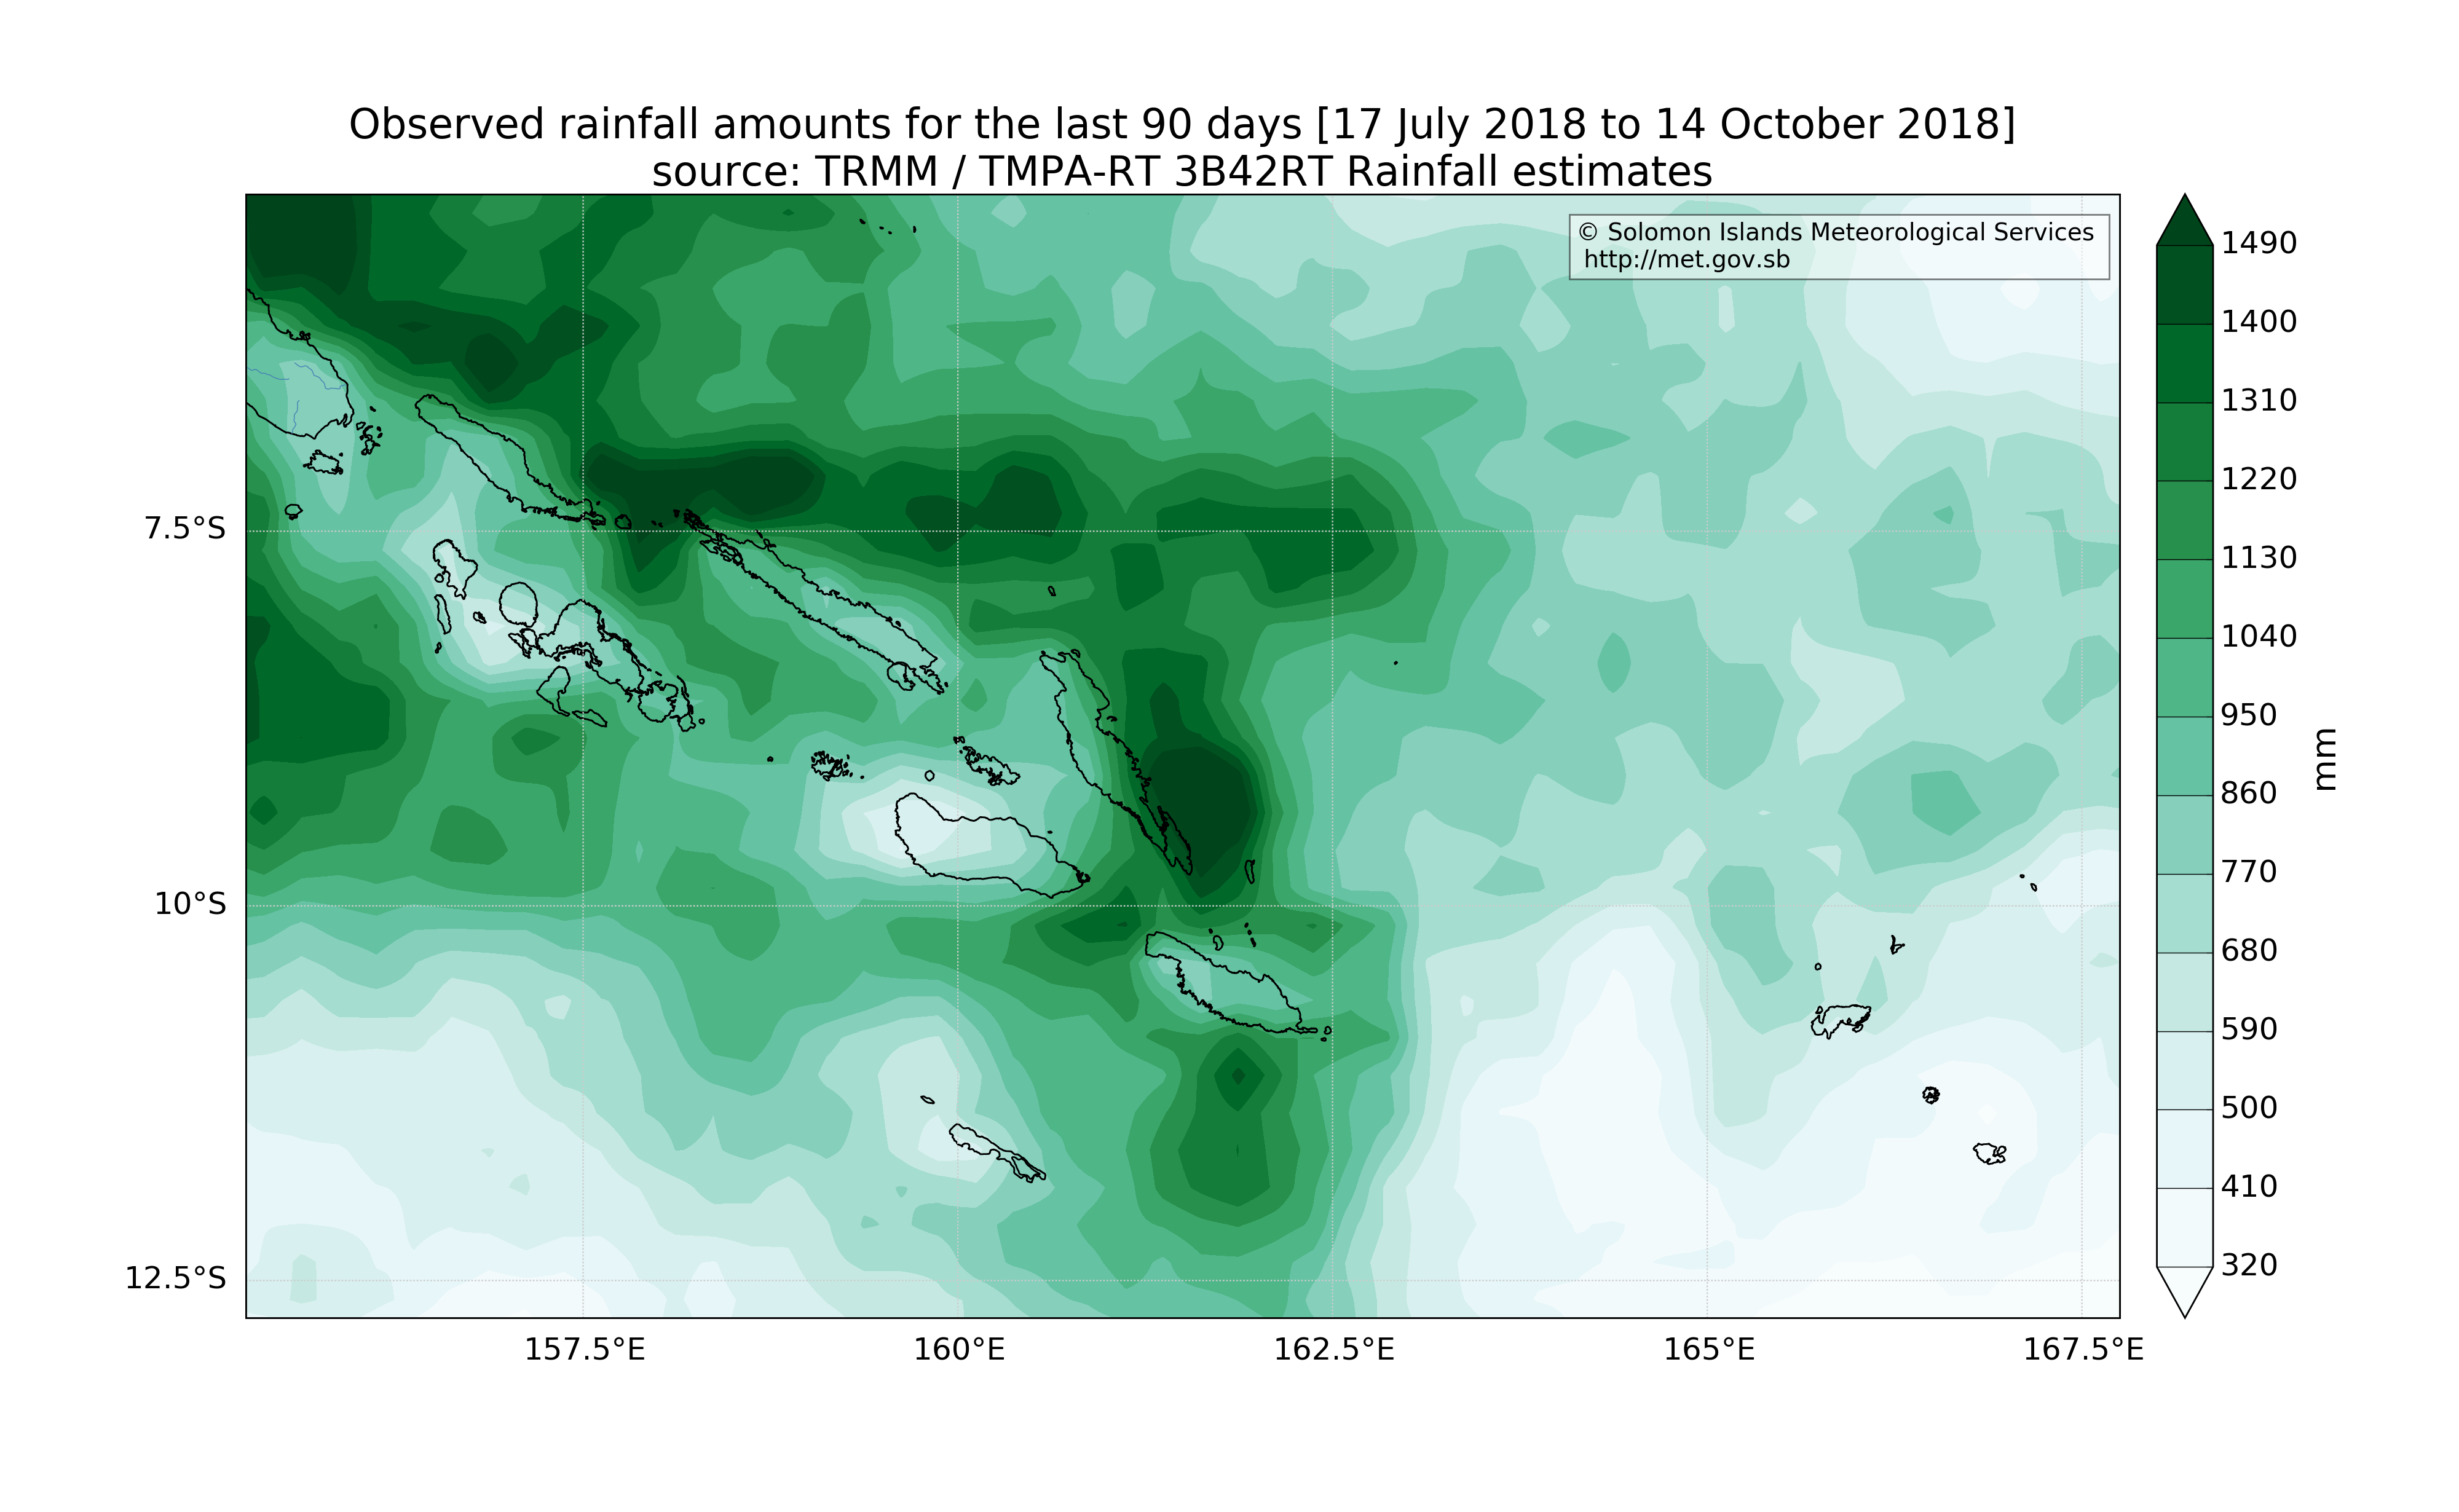 Observed rainfall amounts for the last 90 days [17 July 2018 to 14 October 2018]
source: TRMM / TMPA-RT 3B42RT Rainfall estimates
© Solomon Islands Meteorological Services
http://met.gov.sb
7.5°S
10°S
12.5°S
157.5°E
160°E
162.5°E
165°E
167.5°E
1490
1400
1310
1220
1130
1040
950
860
770
680
590
500
410
320
mm